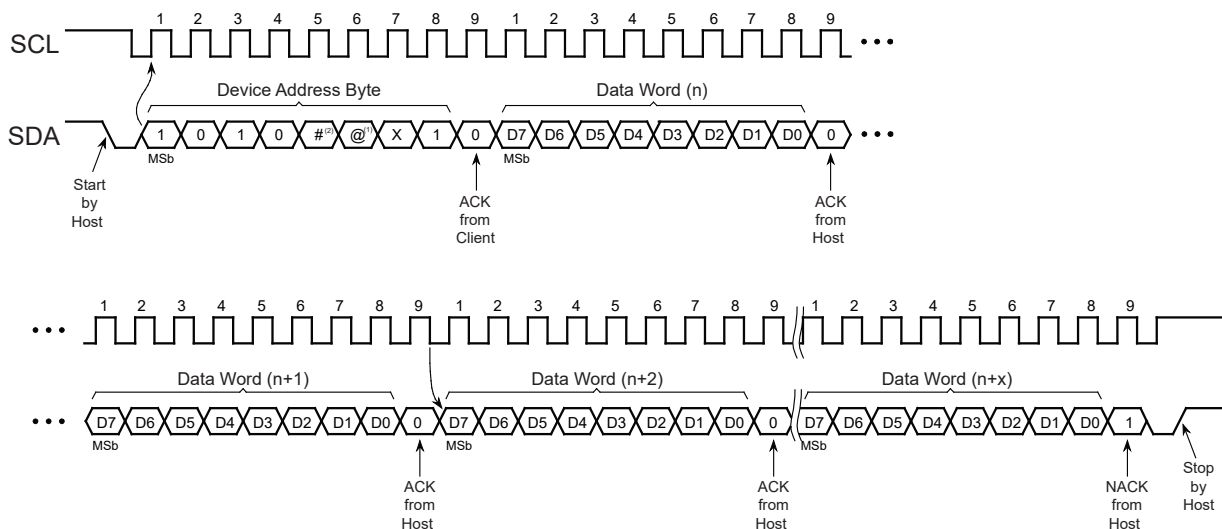 SCL 1 2 3 4 5 6 7 8 9 1 2 3 4 5 6 7 8 9 •••
Device Address Byte Data Word (n)
SDA 1 0 1 0 #(2) @(1) X 1 0 D7 D6 D5 D4 D3 D2 D1 D0 0 •••
MSb MSb
Start
by
Host
ACK
from
Client
ACK
from
Host
••• 1 2 3 4 5 6 7 8 9 1 2 3 4 5 6 7 8 9 1 2 3 4 5 6 7 8 9
Data Word (n+1) Data Word (n+2) Data Word (n+x)
••• D7 D6 D5 D4 D3 D2 D1 D0 0 D7 D6 D5 D4 D3 D2 D1 D0 0 D7 D6 D5 D4 D3 D2 D1 D0 1
MSb MSb MSb
ACK
from
Host
ACK
from
Host
NACK
from
Host
Stop
by
Host